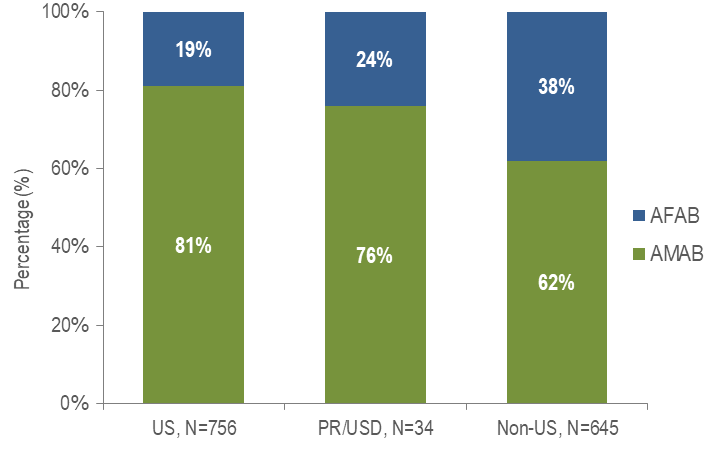 100%
80%
60%
40%
20%
0%
Percentage (%)
19%
81%
24%
76%
38%
62%
US, N=756
PR/USD, N=34
Non-US, N=645
AFAB
AMAB